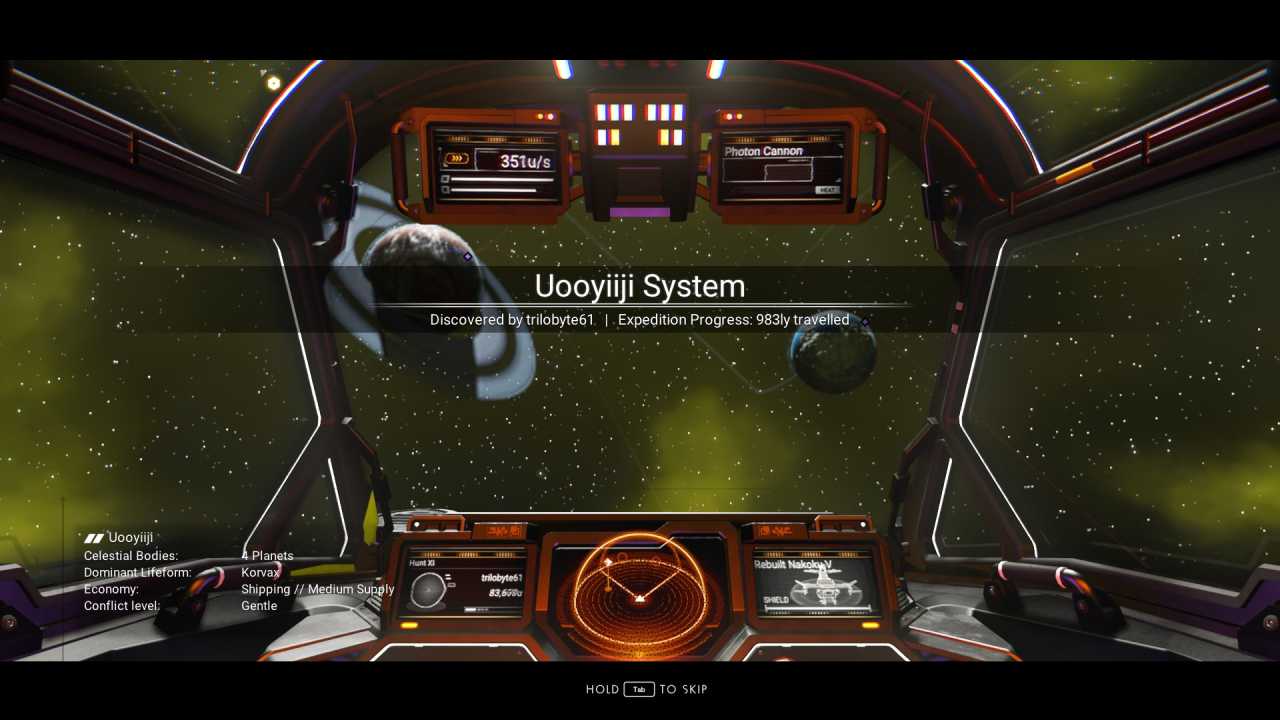 351u/s
Photon Cannon
HEAT
Uooyiiji System
Discovered by trilobyte61 | Expedition Progress: 983ly travelled
Uooyiiji
Celestial Bodies: 4 Planets
Dominant Lifeform: Korvax
Economy: Shipping // Medium Supply
Conflict level: Gentle
Hunt XI
trilobyte61
Rebuilt Nakoku V
SHIELD
HOLD Tab TO SKIP